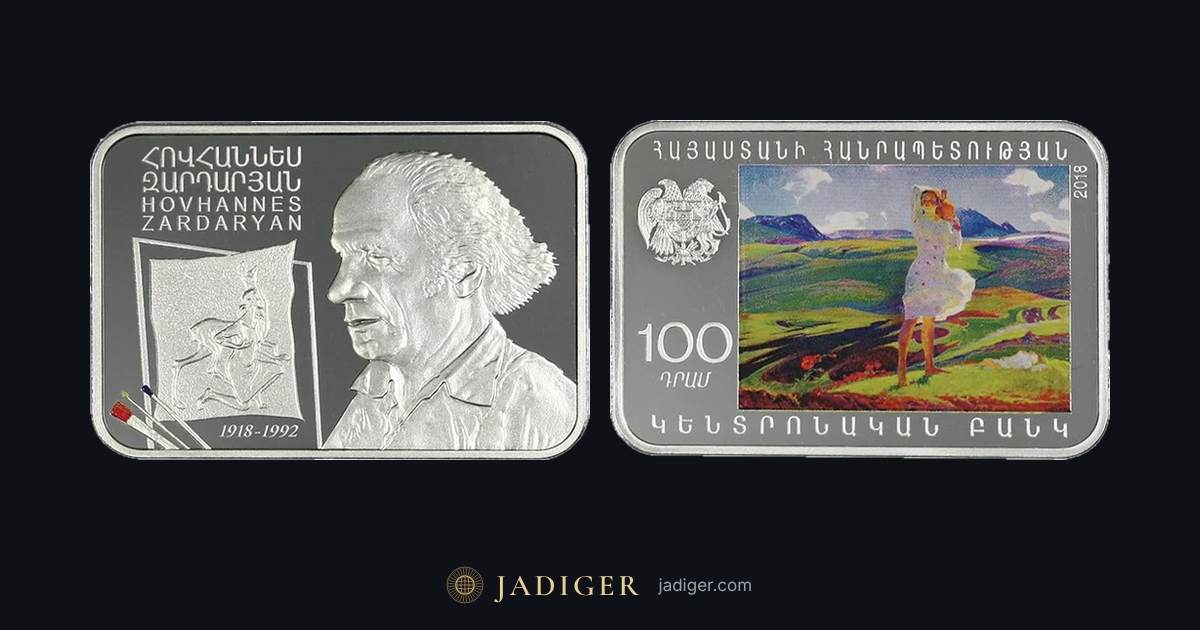 ՀՈՎՀԱՆՆԵՍ
ԶԱՐԴԱՐՅԱՆ
HOVHANNES
ZARDARYAN
1918-1992
ՀԱՅԱՍՏԱՆԻ ՀԱՆՐԱՊԵՏՈՒԹՅԱՆ
2018
100
ԴՐԱՄ
ԿԵՆՏՐՈՆԱԿԱՆ ԲԱՆԿ
JADIGER jadiger.com